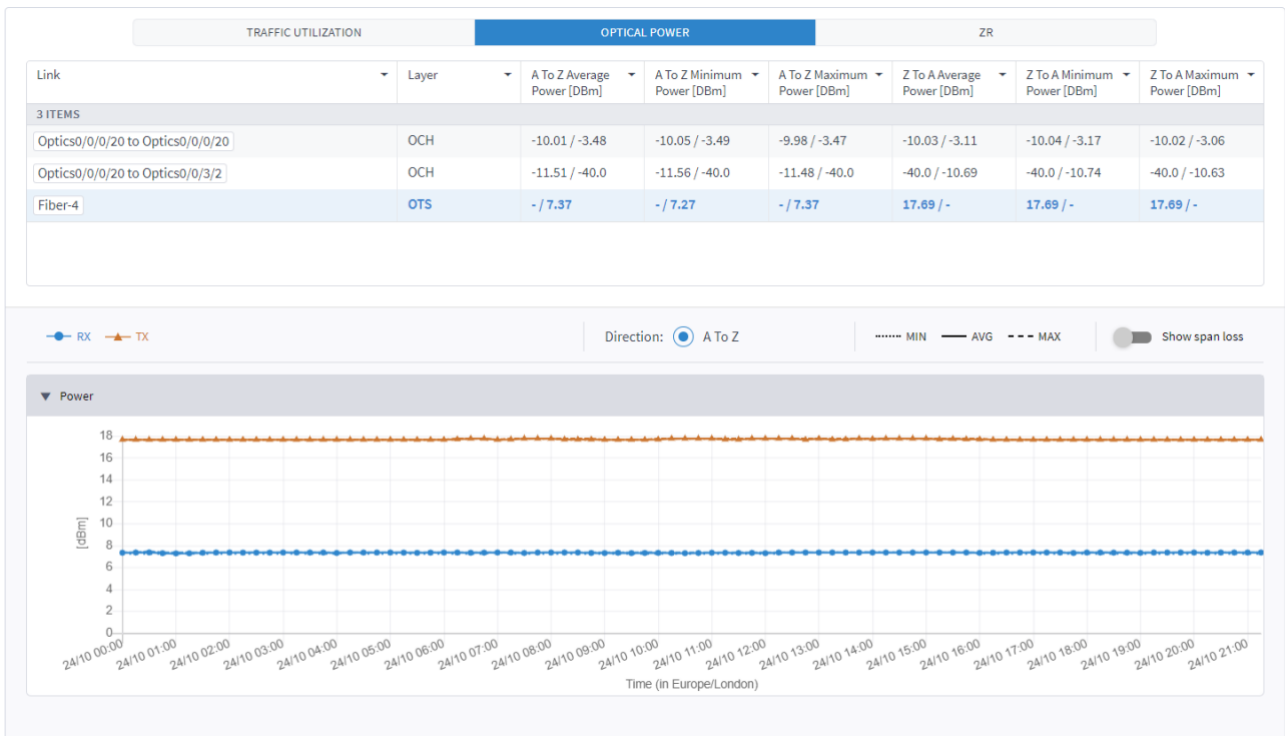 TRAFFIC UTILIZATION OPTICAL POWER ZR
Link Layer A To Z Average Power [DBm] A To Z Minimum Power [DBm] A To Z Maximum Power [DBm] Z To A Average Power [DBm] Z To A Minimum Power [DBm] Z To A Maximum Power [DBm]
3 ITEMS
Optics0/0/0/20 to Optics0/0/0/20 OCH -10.01 / -3.48 -10.05 / -3.49 -9.98 / -3.47 -10.03 / -3.11 -10.04 / -3.17 -10.02 / -3.06
Optics0/0/0/20 to Optics0/0/3/2 OCH -11.51 / -40.0 -11.56 / -40.0 -11.48 / -40.0 -40.0 / -10.69 -40.0 / -10.74 -40.0 / -10.63
Fiber-4 OTS - / 7.37 - / 7.27 - / 7.37 17.69 / - 17.69 / - 17.69 / -
RX TX Direction: A To Z MIN AVG MAX Show span loss
Power
18
16
14
12
10
8
6
4
2
0
[dBm]
24/10 00:00 24/10 01:00 24/10 02:00 24/10 03:00 24/10 04:00 24/10 05:00 24/10 06:00 24/10 07:00 24/10 08:00 24/10 09:00 24/10 10:00 24/10 11:00 24/10 12:00 24/10 13:00 24/10 14:00 24/10 15:00 24/10 16:00 24/10 17:00 24/10 18:00 24/10 19:00 24/10 20:00 24/10 21:00
Time (in Europe/London)